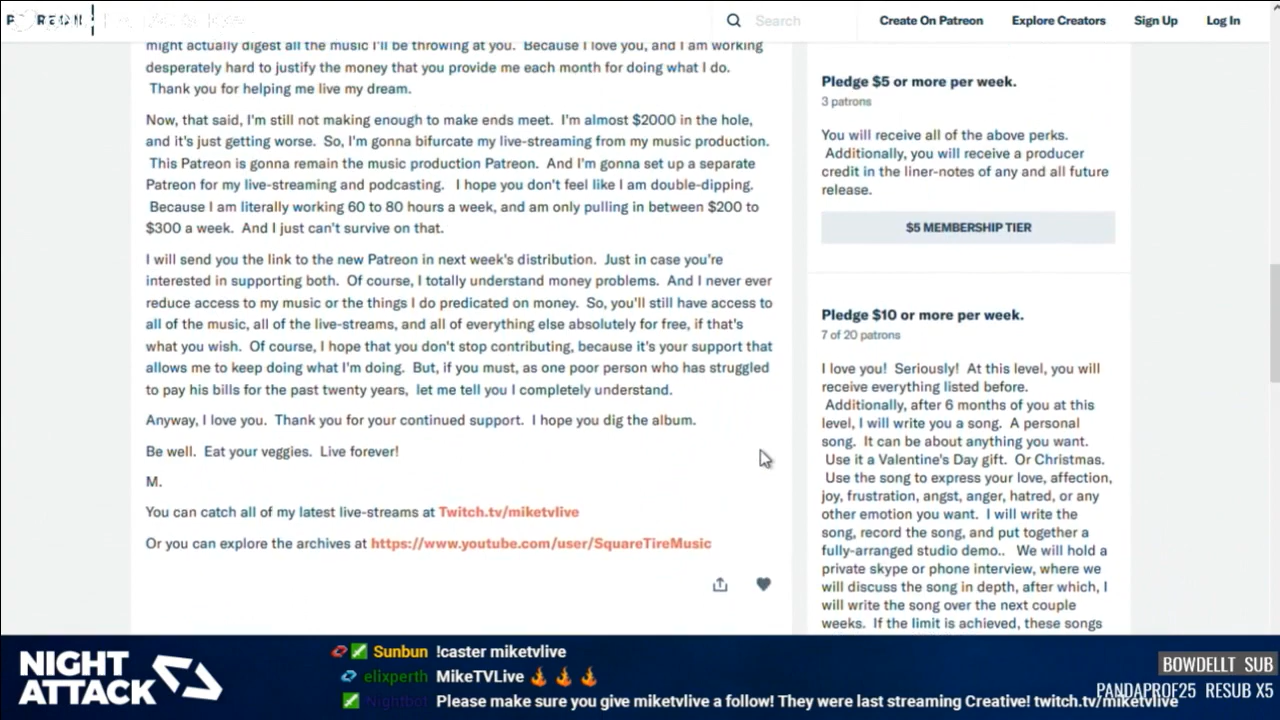 Search
Create On Patreon
Explore Creators
Sign Up
Log In
might actually digest all the music I'll be throwing at you. Because I love you, and I am working
desperately hard to justify the money that you provide me each month for doing what I do.
Thank you for helping me live my dream.
Now, that said, I'm still not making enough to make ends meet. I'm almost $2000 in the hole,
and it's just getting worse. So, I'm gonna bifurcate my live-streaming from my music production.
This Patreon is gonna remain the music production Patreon. And I'm gonna set up a separate
Patreon for my live-streaming and podcasting. I hope you don't feel like I am double-dipping.
Because I am literally working 60 to 80 hours a week, and am only pulling in between $200 to
$300 a week. And I just can't survive on that.
I will send you the link to the new Patreon in next week's distribution. Just in case you're
interested in supporting both. Of course, I totally understand money problems. And I never ever
reduce access to my music or the things I do predicated on money. So, you'll still have access to
all of the music, all of the live-streams, and all of everything else absolutely for free, if that's
what you wish. Of course, I hope that you don't stop contributing, because it's your support that
allows me to keep doing what I'm doing. But, if you must, as one poor person who has struggled
to pay his bills for the past twenty years, let me tell you I completely understand.
Anyway, I love you. Thank you for your continued support. I hope you dig the album.
Be well. Eat your veggies. Live forever!
M.
You can catch all of my latest live-streams at Twitch.tv/miketvlive
Or you can explore the archives at https://www.youtube.com/user/SquareTireMusic
Pledge $5 or more per week.
3 patrons
You will receive all of the above perks.
Additionally, you will receive a producer
credit in the liner-notes of any and all future
release.
$5 MEMBERSHIP TIER
Pledge $10 or more per week.
7 of 20 patrons
I love you! Seriously! At this level, you will
receive everything listed before.
Additionally, after 6 months of you at this
level, I will write you a song. A personal
song. It can be about anything you want.
Use it a Valentine's Day gift. Or Christmas.
Use the song to express your love, affection,
joy, frustration, angst, anger, hatred, or any
other emotion you want. I will write the
song, record the song, and put together a
fully-arranged studio demo.. We will hold a
private skype or phone interview, where we
will discuss the song in depth, after which, I
will write the song over the next couple
weeks. If the limit is achieved, these songs
NIGHT
ATTACK
Sunbun !caster miketvlive
elixperth MikeTVLive
Nightbot Please make sure you give miketvlive a follow! They were last streaming Creative! twitch.tv/miketvlive
BOWDELLT SUB
PANDAPROF25 RESUB X5